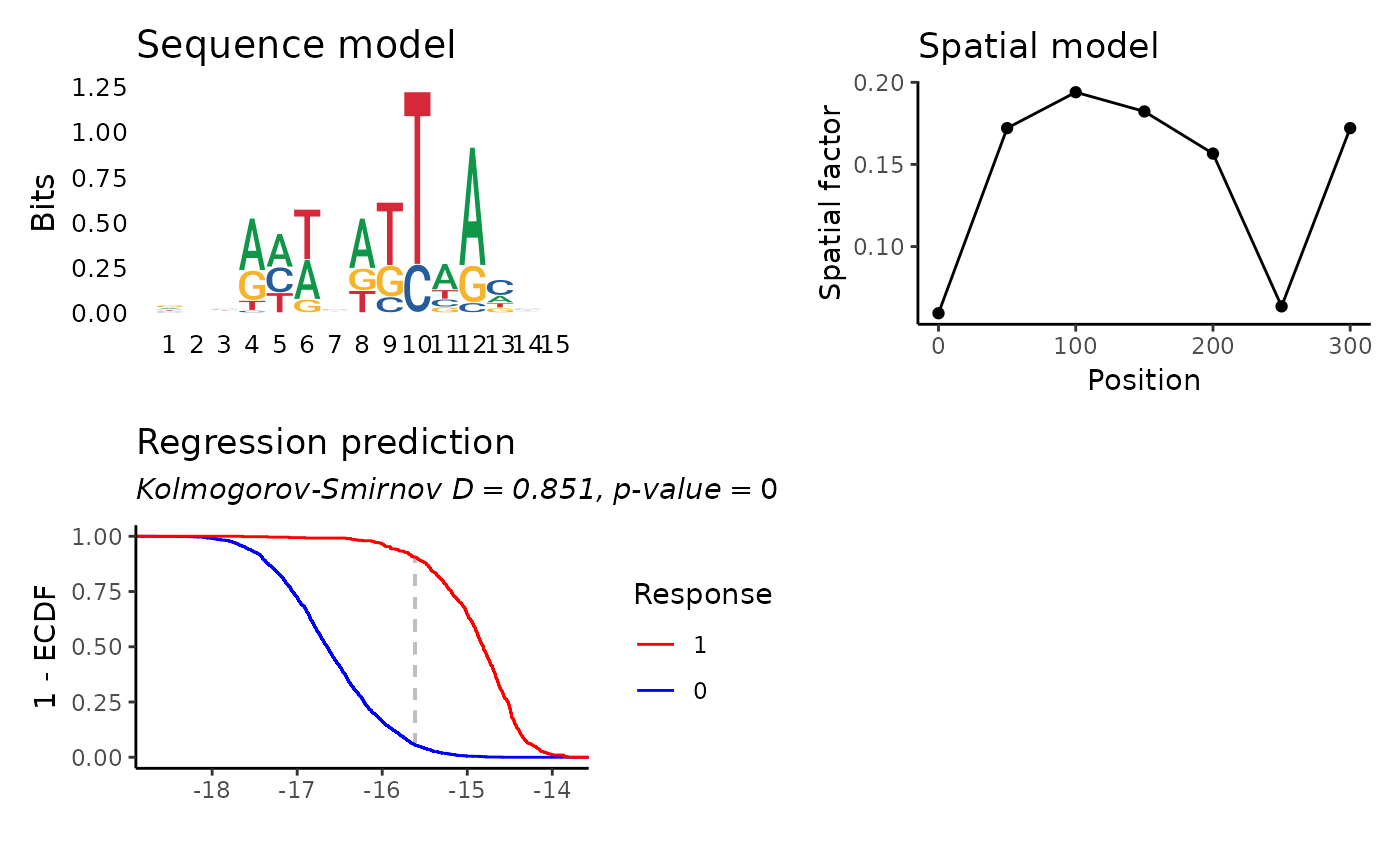 Sequence model
Bits
1.25
1.00
0.75
0.50
0.25
0.00
1 2 3 4 5 6 7 8 9 10 11 12 13 14 15
A G T C
A C T
T A G
A G T
T G C
T C
A T C G
A G C
C A T G
Spatial model
Spatial factor
0.20
0.15
0.10
0 100 200 300
Position
Regression prediction
Kolmogorov-Smirnov D = 0.851, p-value = 0
1 - ECDF
1.00
0.75
0.50
0.25
0.00
-18 -17 -16 -15 -14
Response
1
0